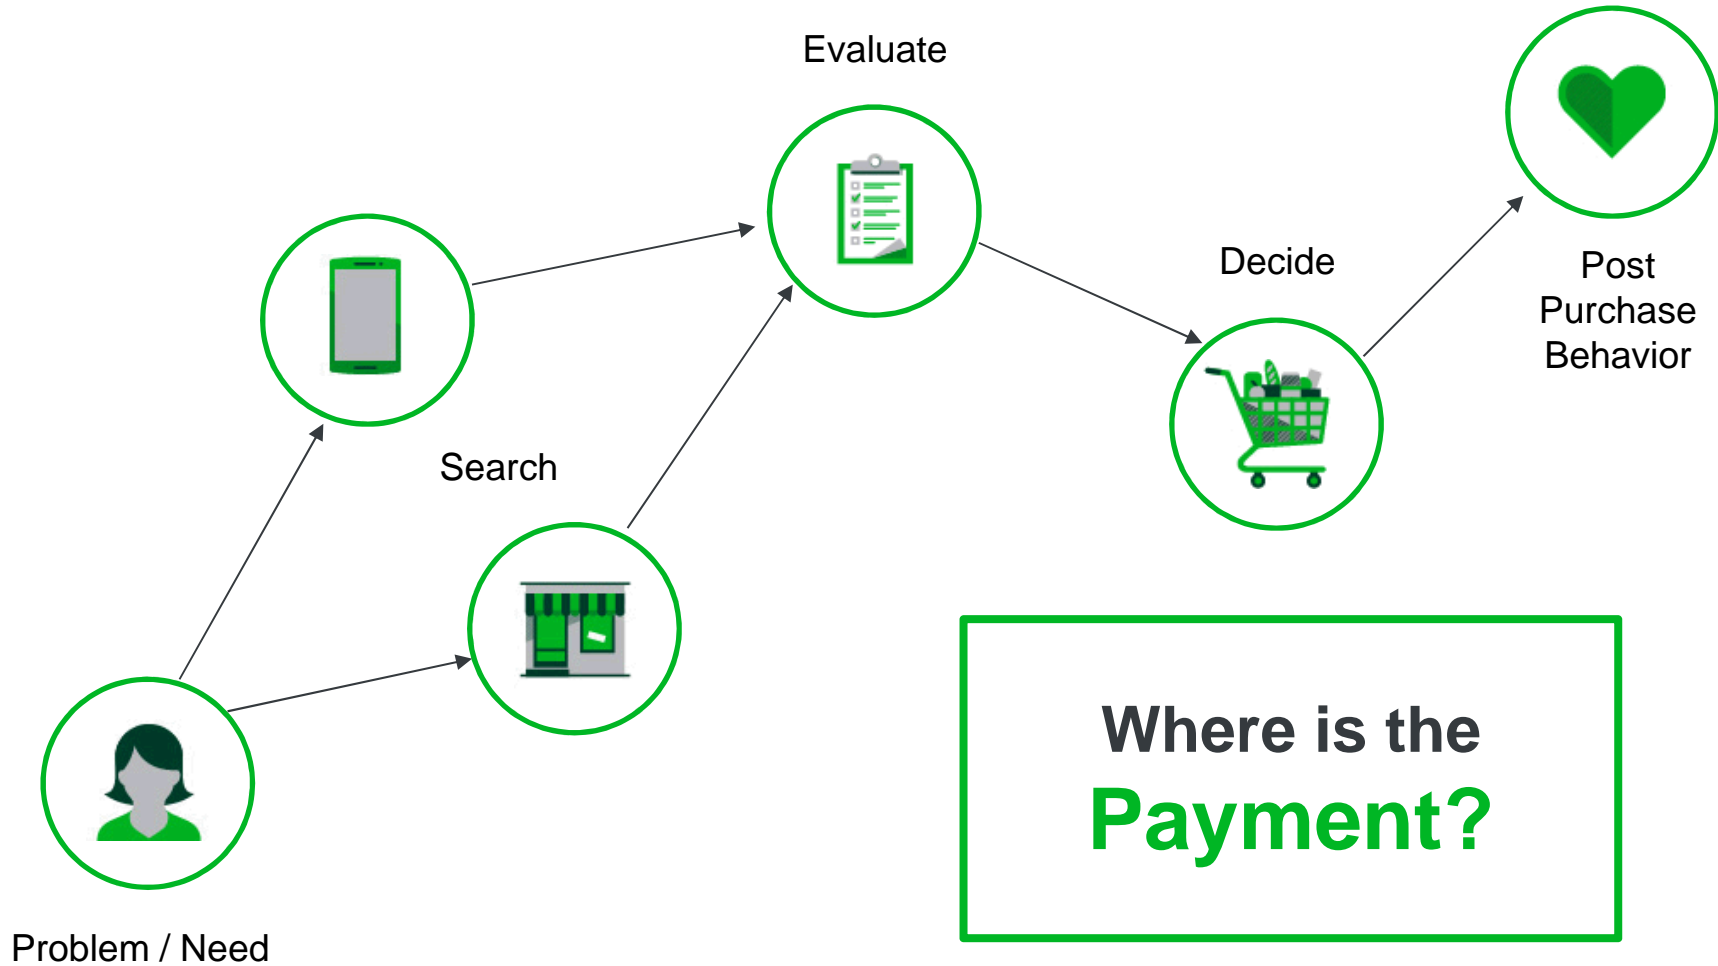 Evaluate
Decide
Post
Purchase
Behavior
Search
Where is the
Payment?
Problem / Need